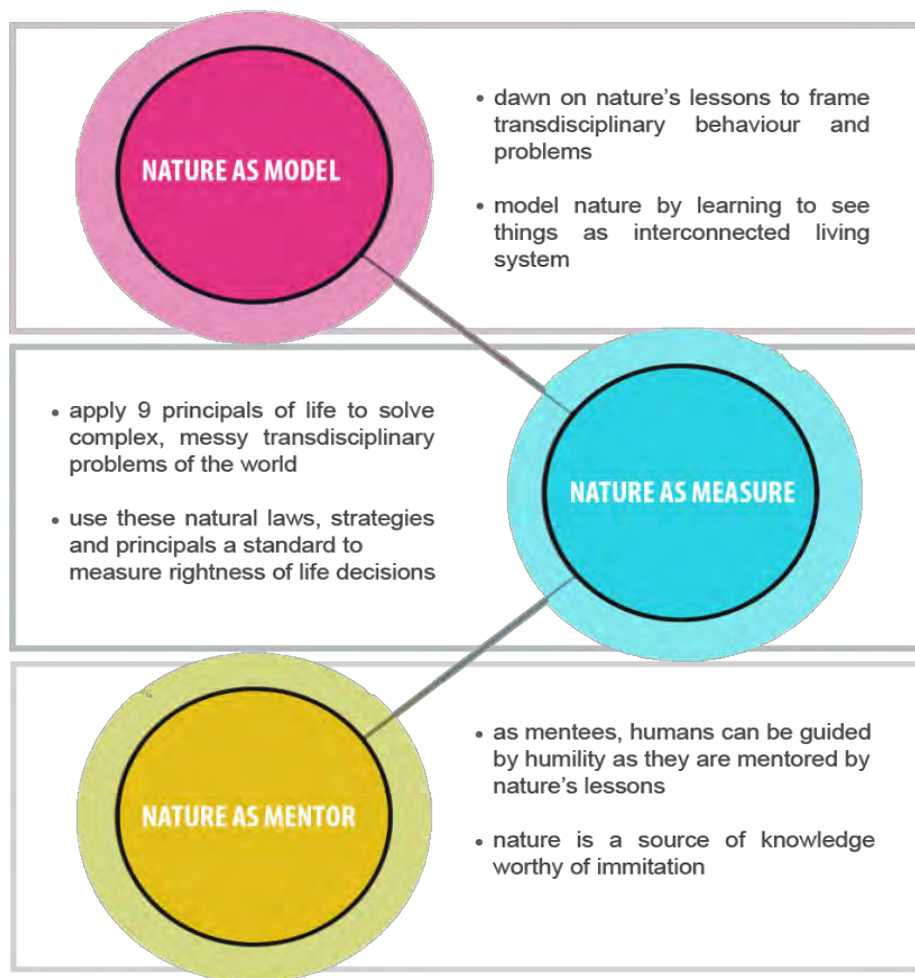 NATURE AS MODEL
• dawn on nature's lessons to frame
transdisciplinary behaviour and
problems
• model nature by learning to see
things as interconnected living
system
• apply 9 principals of life to solve
complex, messy transdisciplinary
problems of the world
• use these natural laws, strategies
and principals a standard to
measure rightness of life decisions
NATURE AS MEASURE
NATURE AS MENTOR
• as mentees, humans can be guided
by humility as they are mentored by
nature's lessons
• nature is a source of knowledge
worthy of immitation